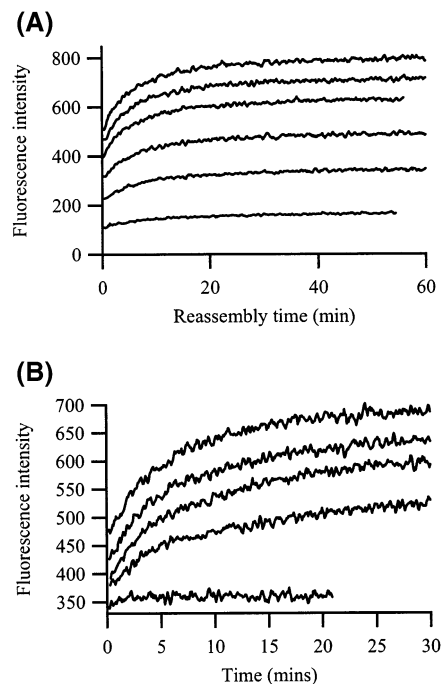 (A)
800
600
400
200
0
Fluorescence intensity
0 20 40 60
Reassembly time (min)
(B)
700
650
600
550
500
450
400
350
Fluorescence intensity
0 5 10 15 20 25 30
Time (mins)